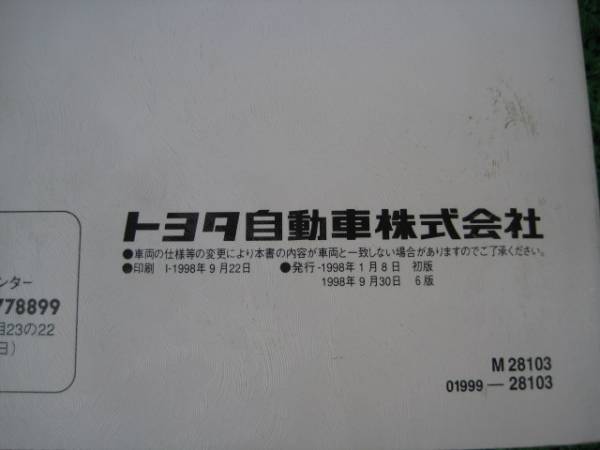 トヨタ自動車株式会社
●車両の仕様等の変更により本書の内容が車両と一致しない場合がありますのでご了承ください。
●印刷 I-1998年9月22日 ●発行-1998年1月8日 初版
1998年9月30日 6版
ンター
778899
目23の22
日）
M 28103
01999－28103